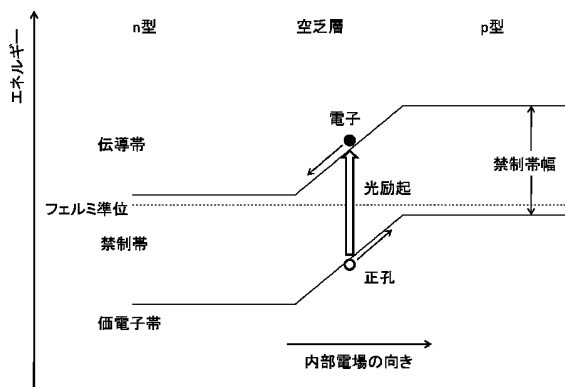 エネルギー
n型
空乏層
p型
電子
伝導帯
禁制帯幅
光励起
フェルミ準位
禁制帯
正孔
価電子帯
内部電場の向き